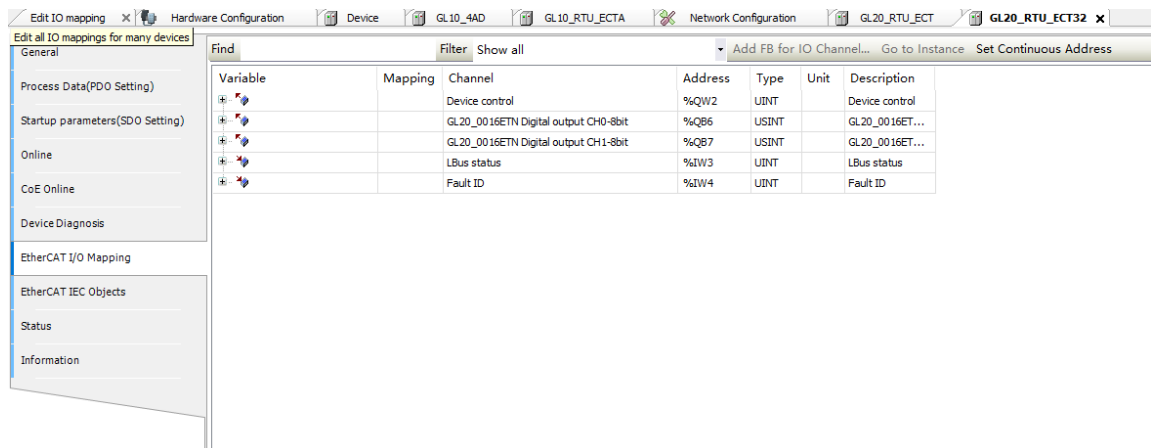 Edit IO mapping Hardware Configuration Device GL10_4AD GL10_RTU_ECTA Network Configuration GL20_RTU_ECT GL20_RTU_ECT32
Edit all IO mappings for many devices
General
Process Data(PDO Setting)
Startup parameters(SDO Setting)
Online
CoE Online
Device Diagnosis
EtherCAT I/O Mapping
EtherCAT IEC Objects
Status
Information
Find Filter Show all Add FB for IO Channel... Go to Instance Set Continuous Address
Variable Mapping Channel Address Type Unit Description
Device control %QW2 UINT Device control
GL20_0016ETN Digital output CH0-8bit %QB6 USINT GL20_0016ET...
GL20_0016ETN Digital output CH1-8bit %QB7 USINT GL20_0016ET...
LBus status %IW3 UINT LBus status
Fault ID %IW4 UINT Fault ID